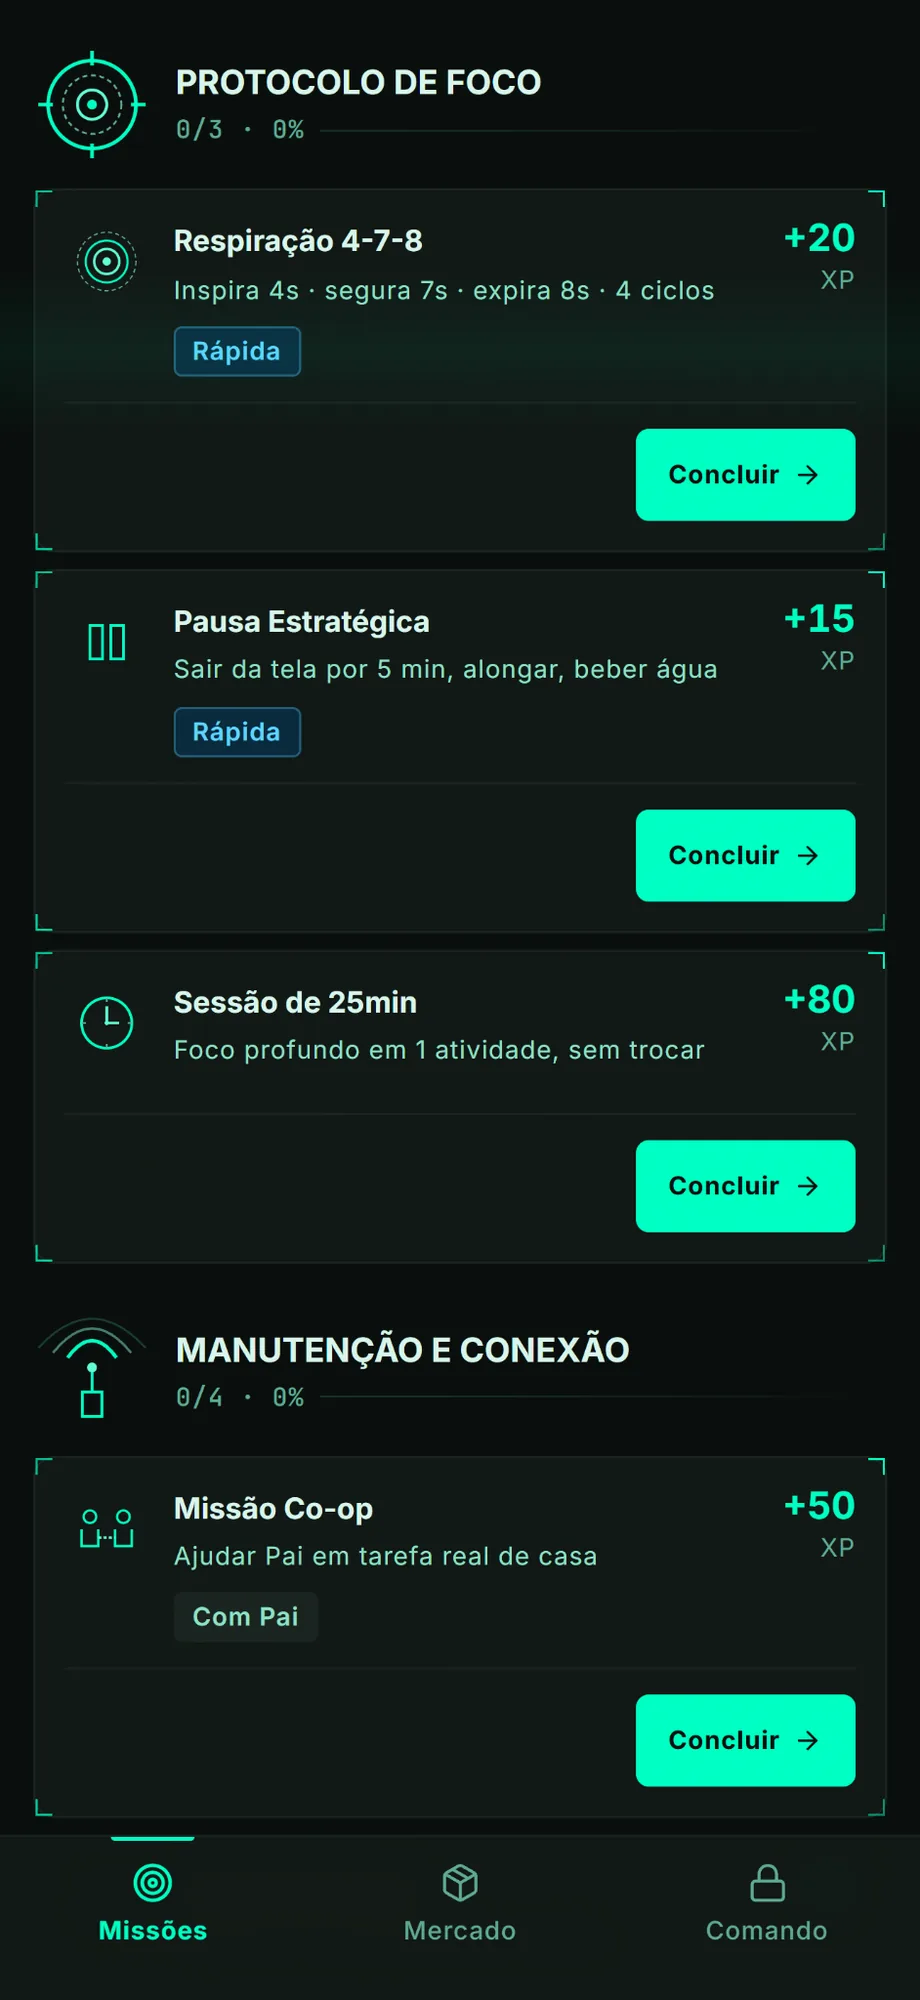 PROTOCOLO DE FOCO
0/3 · 0%
Respiração 4-7-8
+20
XP
Inspira 4s · segura 7s · expira 8s · 4 ciclos
Rápida
Concluir →
Pausa Estratégica
+15
XP
Sair da tela por 5 min, alongar, beber água
Rápida
Concluir →
Sessão de 25min
+80
XP
Foco profundo em 1 atividade, sem trocar
Concluir →
MANUTENÇÃO E CONEXÃO
0/4 · 0%
Missão Co-op
+50
XP
Ajudar Pai em tarefa real de casa
Com Pai
Concluir →
Missões
Mercado
Comando